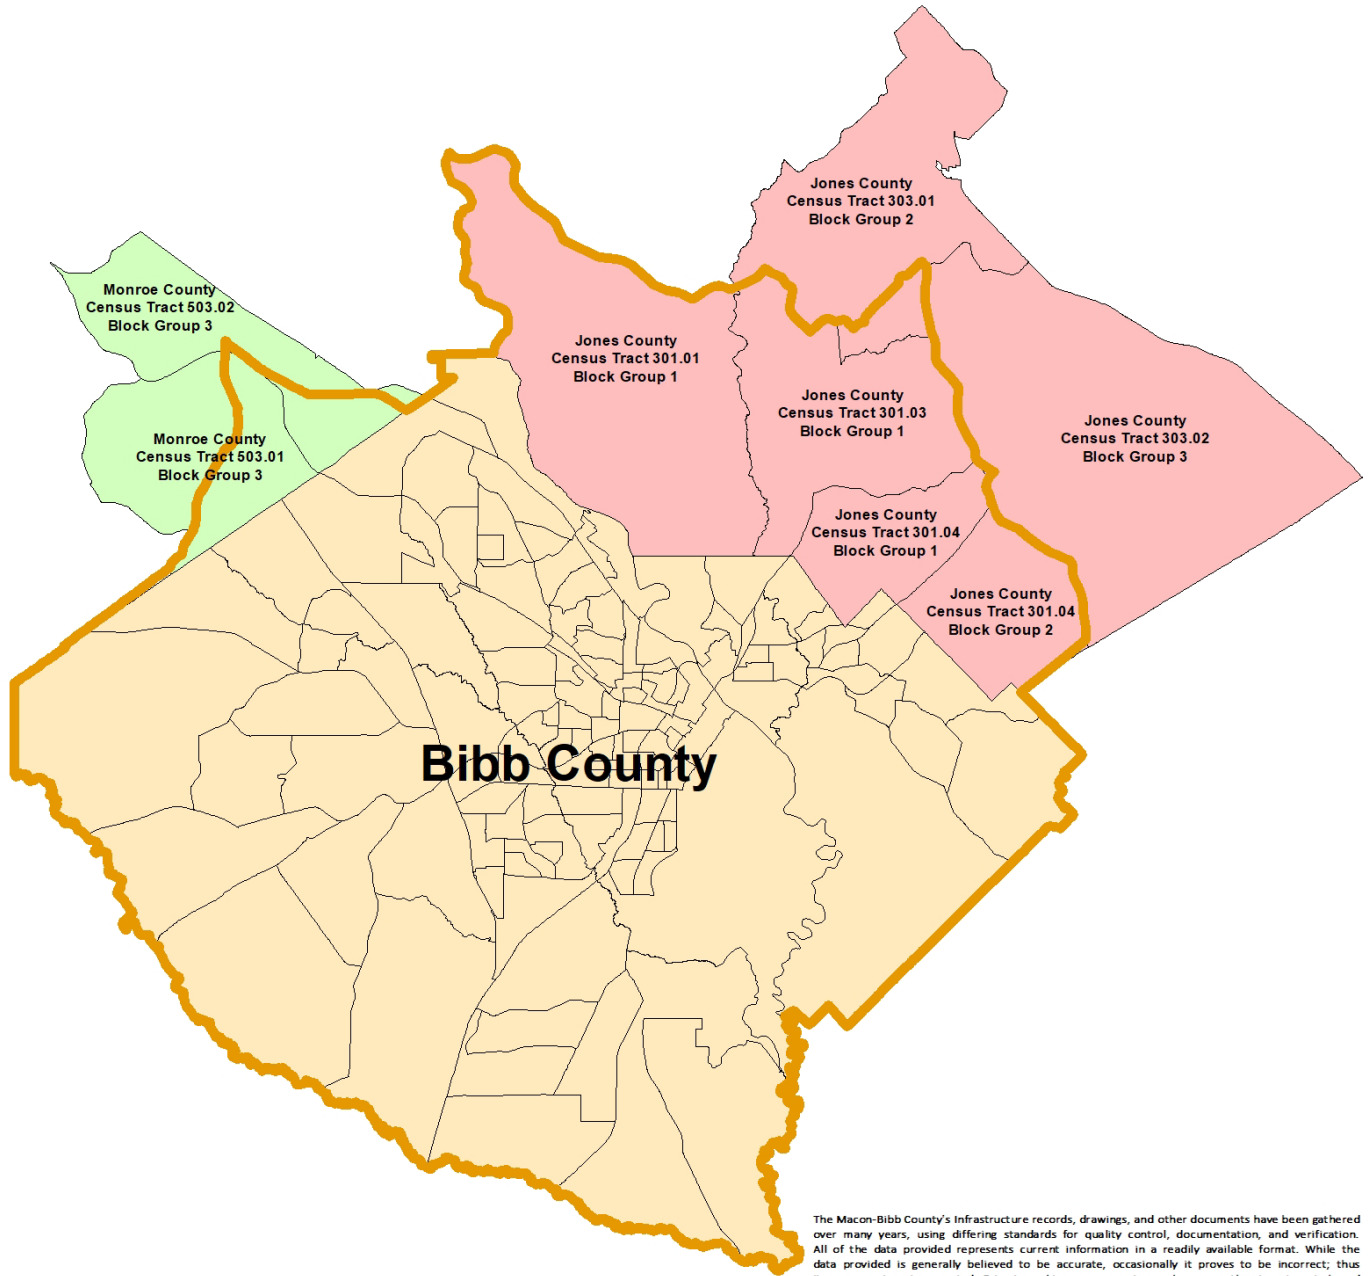 Jones County
Census Tract 303.01
Block Group 2
Monroe County
Census Tract 503.02
Block Group 3
Jones County
Census Tract 301.01
Block Group 1
Jones County
Census Tract 301.03
Block Group 1
Jones County
Census Tract 303.02
Block Group 3
Monroe County
Census Tract 503.01
Block Group 3
Jones County
Census Tract 301.04
Block Group 1
Jones County
Census Tract 301.04
Block Group 2
Bibb County
The Macon-Bibb County's Infrastructure records, drawings, and other documents have been gathered
over many years, using differing standards for quality control, documentation, and verification.
All of the data provided represents current information in a readily available format. While the
data provided is generally believed to be accurate, occasionally it proves to be incorrect; thus